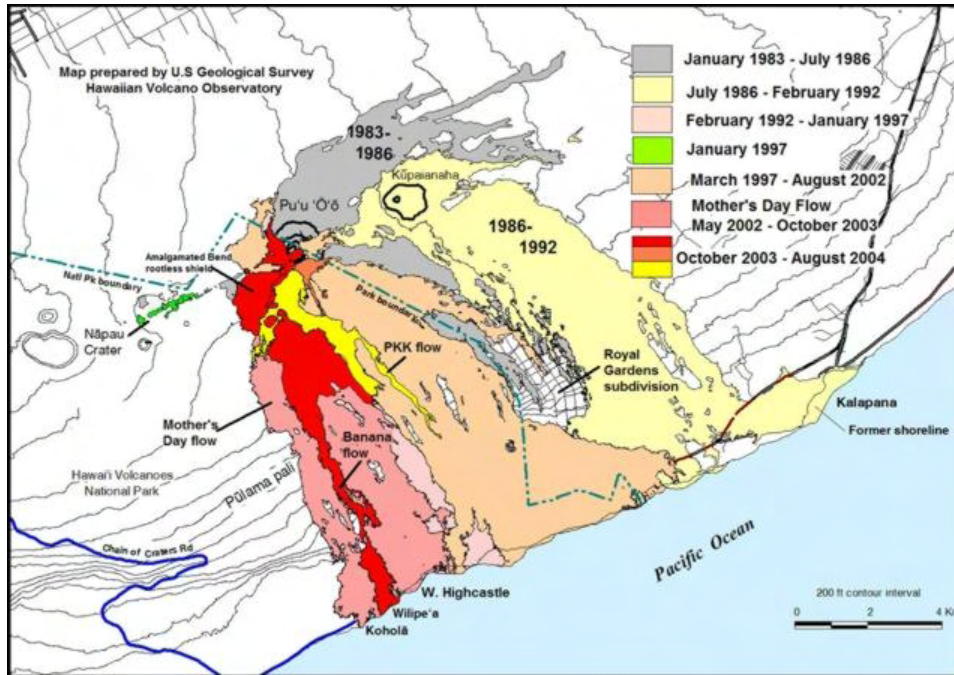 Map prepared by U.S Geological Survey
Hawaiian Volcano Observatory
January 1983 - July 1986
July 1986 - February 1992
February 1992 - January 1997
January 1997
March 1997 - August 2002
Mother's Day Flow
May 2002 - October 2003
October 2003 - August 2004
1983-
1986
Kūpaianaha
Pu'u 'Ō'ō
1986-
1992
Amalgamated Bend
rootless shield
Natl Pk boundary
Park boundary
Nāpau
Crater
PKK flow
Royal
Gardens
subdivision
Kalapana
Former shoreline
Mother's
Day flow
Banana
flow
Hawai'i Volcanoes
National Park
Pūlama pali
Chain of Craters Rd
Pacific Ocean
W. Highcastle
Wilipe'a
Koholā
200 ft contour interval
0 2 4 K